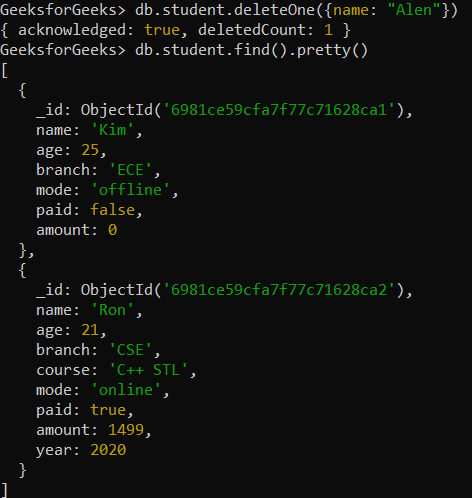 GeeksforGeeks> db.student.deleteOne({name: "Alen"})
{ acknowledged: true, deletedCount: 1 }
GeeksforGeeks> db.student.find().pretty()
[
  {
    _id: ObjectId('6981ce59cfa7f77c71628ca1'),
    name: 'Kim',
    age: 25,
    branch: 'ECE',
    mode: 'offline',
    paid: false,
    amount: 0
  },
  {
    _id: ObjectId('6981ce59cfa7f77c71628ca2'),
    name: 'Ron',
    age: 21,
    branch: 'CSE',
    course: 'C++ STL',
    mode: 'online',
    paid: true,
    amount: 1499,
    year: 2020
  }
]